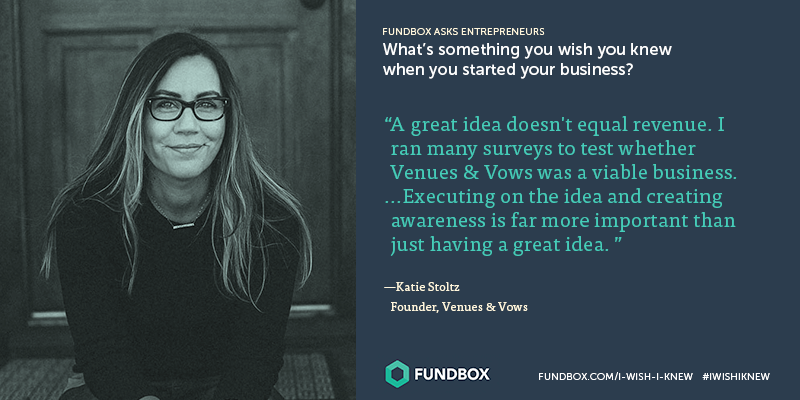 FUNDBOX ASKS ENTREPRENEURS
What's something you wish you knew
when you started your business?
“A great idea doesn't equal revenue. I
ran many surveys to test whether
Venues & Vows was a viable business.
...Executing on the idea and creating
awareness is far more important than
just having a great idea. ”
—Katie Stoltz
Founder, Venues & Vows
FUNDBOX
FUNDBOX.COM/I-WISH-I-KNEW #IWISHIKNEW